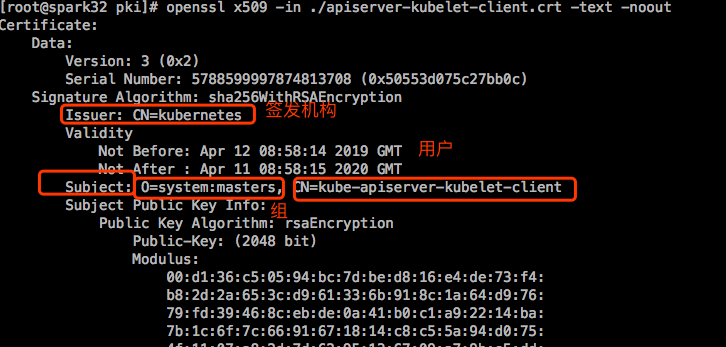 [root@spark32 pki]# openssl x509 -in ./apiserver-kubelet-client.crt -text -noout
Certificate:
Data:
Version: 3 (0x2)
Serial Number: 5788599997874813708 (0x50553d075c27bb0c)
Signature Algorithm: sha256WithRSAEncryption
Issuer: CN=kubernetes 签发机构
Validity
Not Before: Apr 12 08:58:14 2019 GMT 用户
Not After : Apr 11 08:58:15 2020 GMT
Subject: O=system:masters, CN=kube-apiserver-kubelet-client
Subject Public Key Info: 组
Public Key Algorithm: rsaEncryption
Public-Key: (2048 bit)
Modulus:
00:d1:36:c5:05:94:bc:7d:be:d8:16:e4:de:73:f4:
b8:2d:2a:65:3c:d9:61:33:6b:91:8c:1a:64:d9:76:
79:fd:39:46:8c:eb:de:0a:41:b0:c1:a9:22:14:ba:
7b:1c:6f:7c:66:91:67:18:14:c8:c5:5a:94:d0:75: